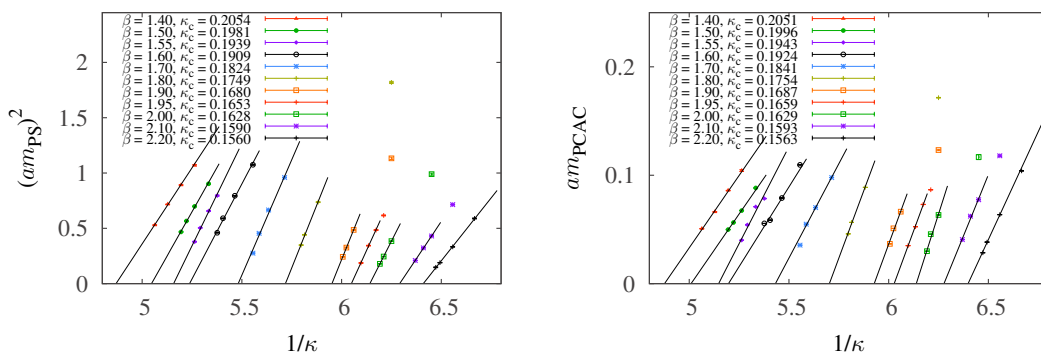 β = 1.40, κc = 0.2054
β = 1.50, κc = 0.1981
β = 1.55, κc = 0.1939
β = 1.60, κc = 0.1909
β = 1.70, κc = 0.1824
β = 1.80, κc = 0.1749
β = 1.90, κc = 0.1680
β = 1.95, κc = 0.1653
β = 2.00, κc = 0.1628
β = 2.10, κc = 0.1590
β = 2.20, κc = 0.1560
(amPS)²
2
1.5
1
0.5
0
5
5.5
6
6.5
1/κ
β = 1.40, κc = 0.2051
β = 1.50, κc = 0.1996
β = 1.55, κc = 0.1943
β = 1.60, κc = 0.1924
β = 1.70, κc = 0.1841
β = 1.80, κc = 0.1754
β = 1.90, κc = 0.1687
β = 1.95, κc = 0.1659
β = 2.00, κc = 0.1629
β = 2.10, κc = 0.1593
β = 2.20, κc = 0.1563
amPCAC
0.2
0.1
0
5
5.5
6
6.5
1/κ